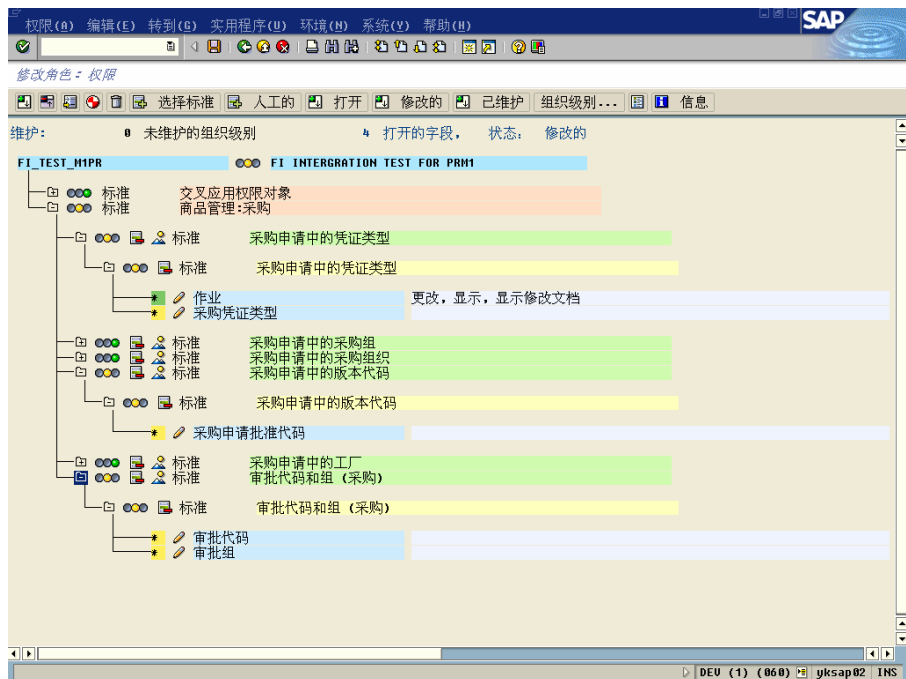 权限(A) 编辑(E) 转到(G) 实用程序(U) 环境(N) 系统(Y) 帮助(H)
SAP
修改角色：权限
选择标准 人工的 打开 修改的 已维护 组织级别... 信息
维护: 0 未维护的组织级别 4 打开的字段， 状态: 修改的
FI_TEST_M1PR FI INTERGRATION TEST FOR PRM1
标准 交叉应用权限对象
标准 商品管理:采购
标准 采购申请中的凭证类型
标准 采购申请中的凭证类型
* 作业 更改，显示，显示修改文档
* 采购凭证类型
标准 采购申请中的采购组
标准 采购申请中的采购组织
标准 采购申请中的版本代码
标准 采购申请中的版本代码
* 采购申请批准代码
标准 采购申请中的工厂
标准 审批代码和组 (采购)
标准 审批代码和组 (采购)
* 审批代码
* 审批组
DEV (1) (060) yksap02 INS